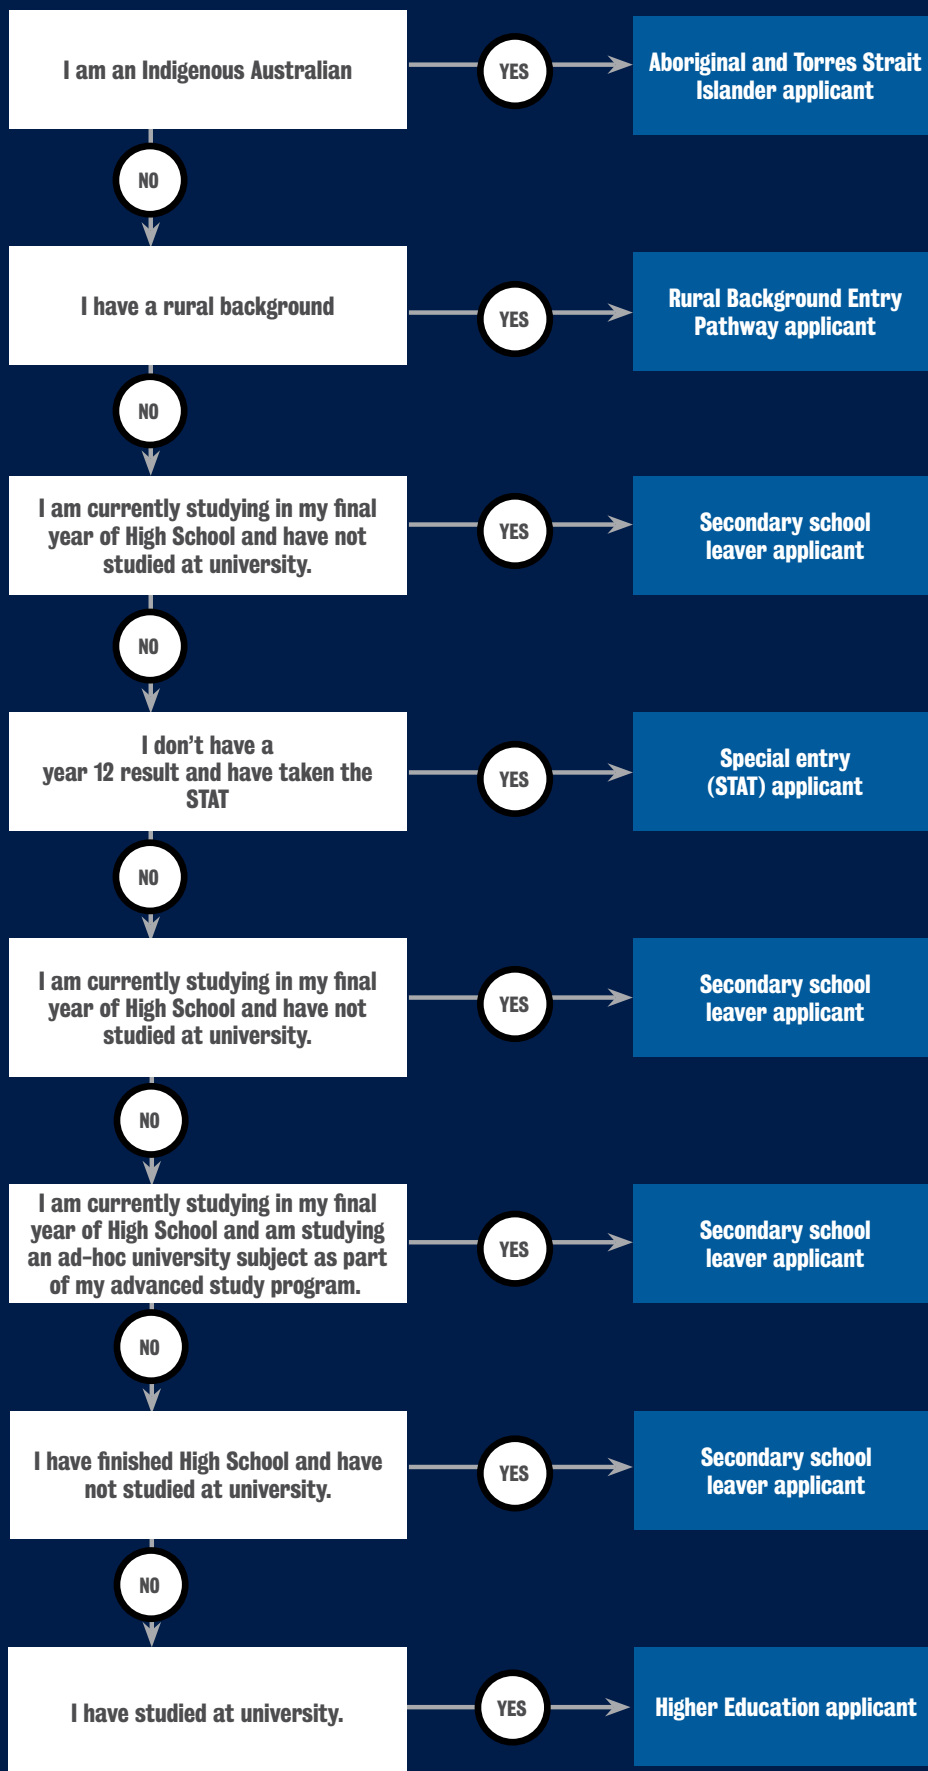 I am an Indigenous Australian
YES
Aboriginal and Torres Strait
Islander applicant
NO
I have a rural background
YES
Rural Background Entry
Pathway applicant
NO
I am currently studying in my final
year of High School and have not
studied at university.
YES
Secondary school
leaver applicant
NO
I don't have a
year 12 result and have taken the
STAT
YES
Special entry
(STAT) applicant
NO
I am currently studying in my final
year of High School and have not
studied at university.
YES
Secondary school
leaver applicant
NO
I am currently studying in my final
year of High School and am studying
an ad-hoc university subject as part
of my advanced study program.
YES
Secondary school
leaver applicant
NO
I have finished High School and have
not studied at university.
YES
Secondary school
leaver applicant
NO
I have studied at university.
YES
Higher Education applicant